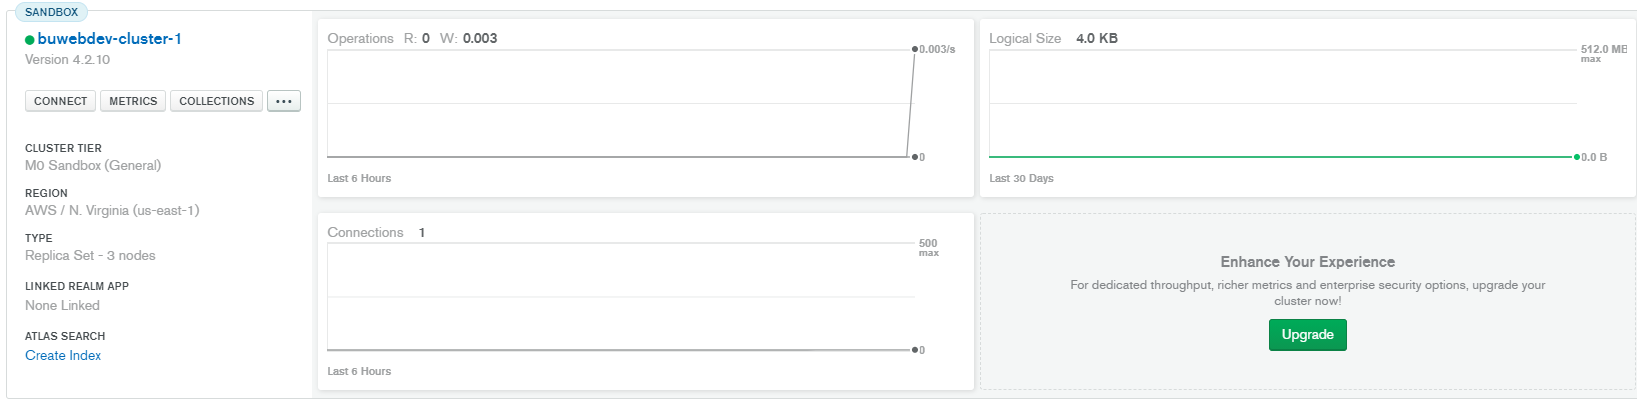 SANDBOX
buwebdev-cluster-1
Version 4.2.10
CONNECT METRICS COLLECTIONS •••
CLUSTER TIER
M0 Sandbox (General)
REGION
AWS / N. Virginia (us-east-1)
TYPE
Replica Set - 3 nodes
LINKED REALM APP
None Linked
ATLAS SEARCH
Create Index
Operations R: 0 W: 0.003
0.003/s
0
Last 6 Hours
Logical Size 4.0 KB
512.0 MB
max
0.0 B
Last 30 Days
Connections 1
500
max
0
Last 6 Hours
Enhance Your Experience
For dedicated throughput, richer metrics and enterprise security options, upgrade your
cluster now!
Upgrade